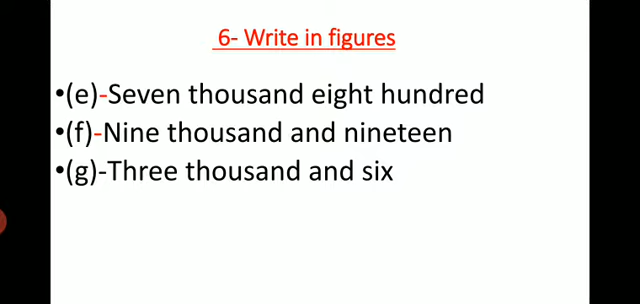 6- Write in figures
•(e)-Seven thousand eight hundred
•(f)-Nine thousand and nineteen
•(g)-Three thousand and six